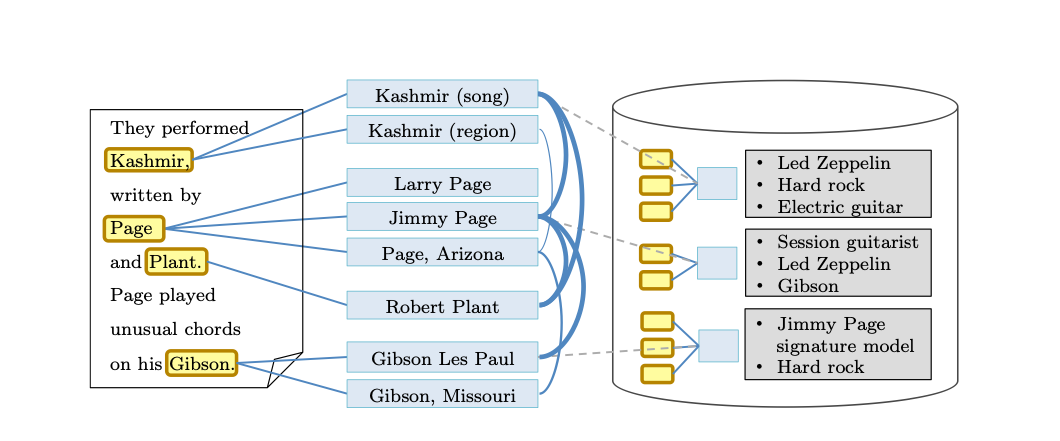 They performed
Kashmir,
written by
Page
and Plant.
Page played
unusual chords
on his Gibson.
Kashmir (song)
Kashmir (region)
Larry Page
Jimmy Page
Page, Arizona
Robert Plant
Gibson Les Paul
Gibson, Missouri
• Led Zeppelin
• Hard rock
• Electric guitar
• Session guitarist
• Led Zeppelin
• Gibson
• Jimmy Page
signature model
• Hard rock